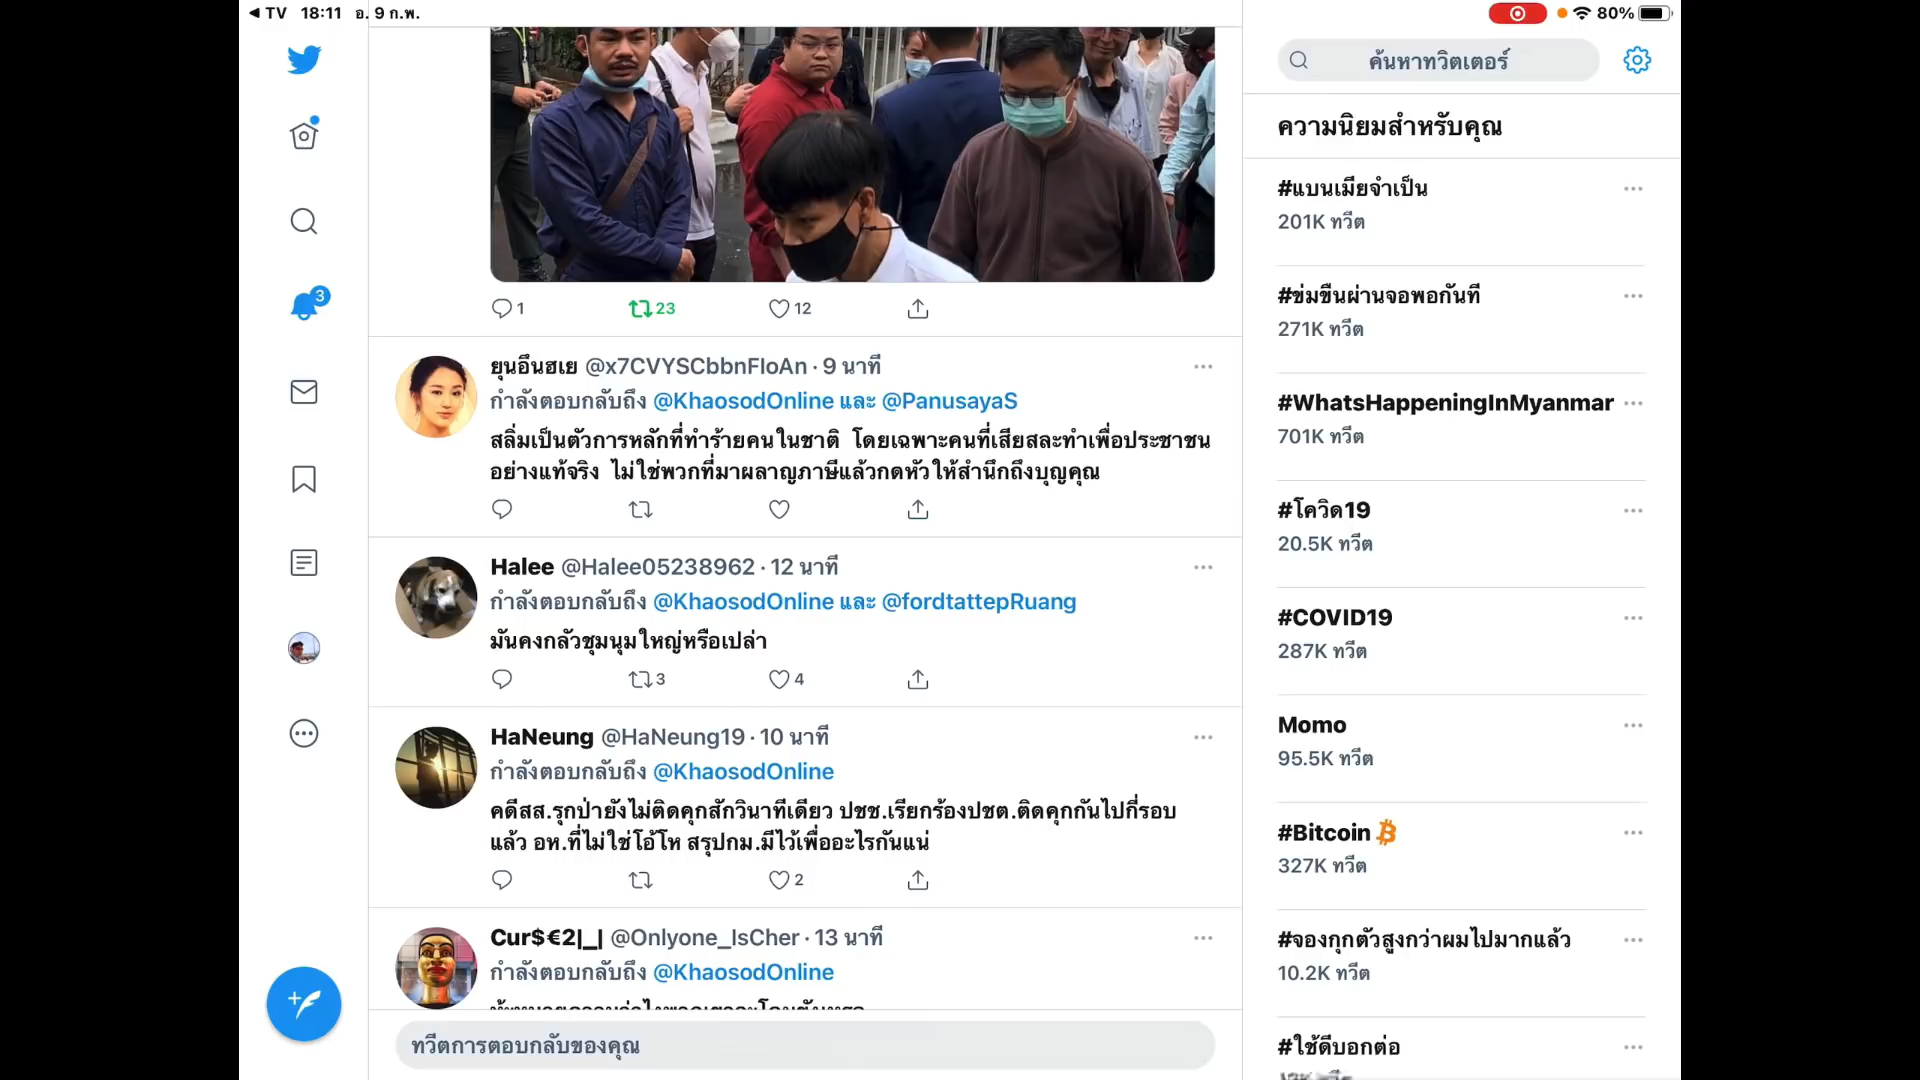 TV 18:11 อ. 9 ก.พ.
80%
3
1 23 12
ยุนอึนฮเย @x7CVYSCbbnFIoAn · 9 นาที
กำลังตอบกลับถึง @KhaosodOnline และ @PanusayaS
สลิ่มเป็นตัวการหลักที่ทำร้ายคนในชาติ โดยเฉพาะคนที่เสียสละทำเพื่อประชาชน
อย่างแท้จริง ไม่ใช่พวกที่มาผลาญภาษีแล้วกดหัวให้สำนึกถึงบุญคุณ
Halee @Halee05238962 · 12 นาที
กำลังตอบกลับถึง @KhaosodOnline และ @fordtattepRuang
มันคงกลัวชุมนุมใหญ่หรือเปล่า
3 4
HaNeung @HaNeung19 · 10 นาที
กำลังตอบกลับถึง @KhaosodOnline
คดีสส.รุกป่ายังไม่ติดคุกสักวินาทีเดียว ปชช.เรียกร้องปชต.ติดคุกกันไปกี่รอบ
แล้ว อห.ที่ไม่ใช่โอ้โห สรุปกม.มีไว้เพื่ออะไรกันแน่
2
Cur$€2|_| @Onlyone_IsCher · 13 นาที
กำลังตอบกลับถึง @KhaosodOnline
ทวีตการตอบกลับของคุณ
ค้นหาทวิตเตอร์
ความนิยมสำหรับคุณ
#แบนเมียจำเป็น
201K ทวีต
#ข่มขืนผ่านจอพอกันที
271K ทวีต
#WhatsHappeningInMyanmar
701K ทวีต
#โควิด19
20.5K ทวีต
#COVID19
287K ทวีต
Momo
95.5K ทวีต
#Bitcoin
327K ทวีต
#จองกุกตัวสูงกว่าผมไปมากแล้ว
10.2K ทวีต
#ใช้ดีบอกต่อ